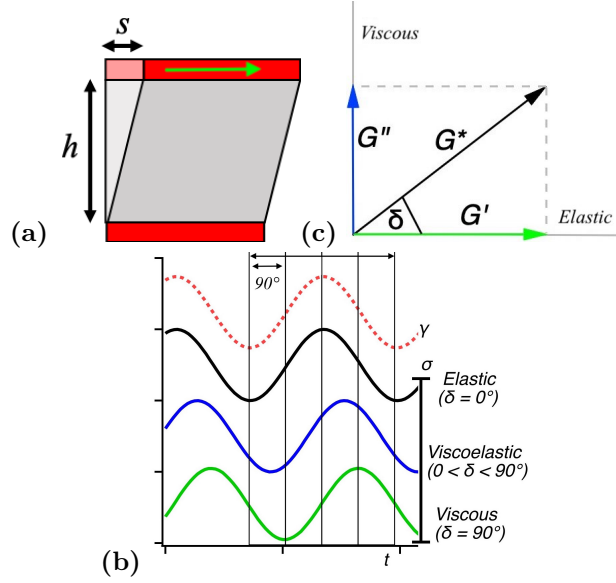 s
h
(a)
Viscous
G"
G*
δ
G'
Elastic
(c)
90°
γ
σ
Elastic
(δ = 0°)
Viscoelastic
(0 < δ < 90°)
Viscous
(δ = 90°)
(b)
t